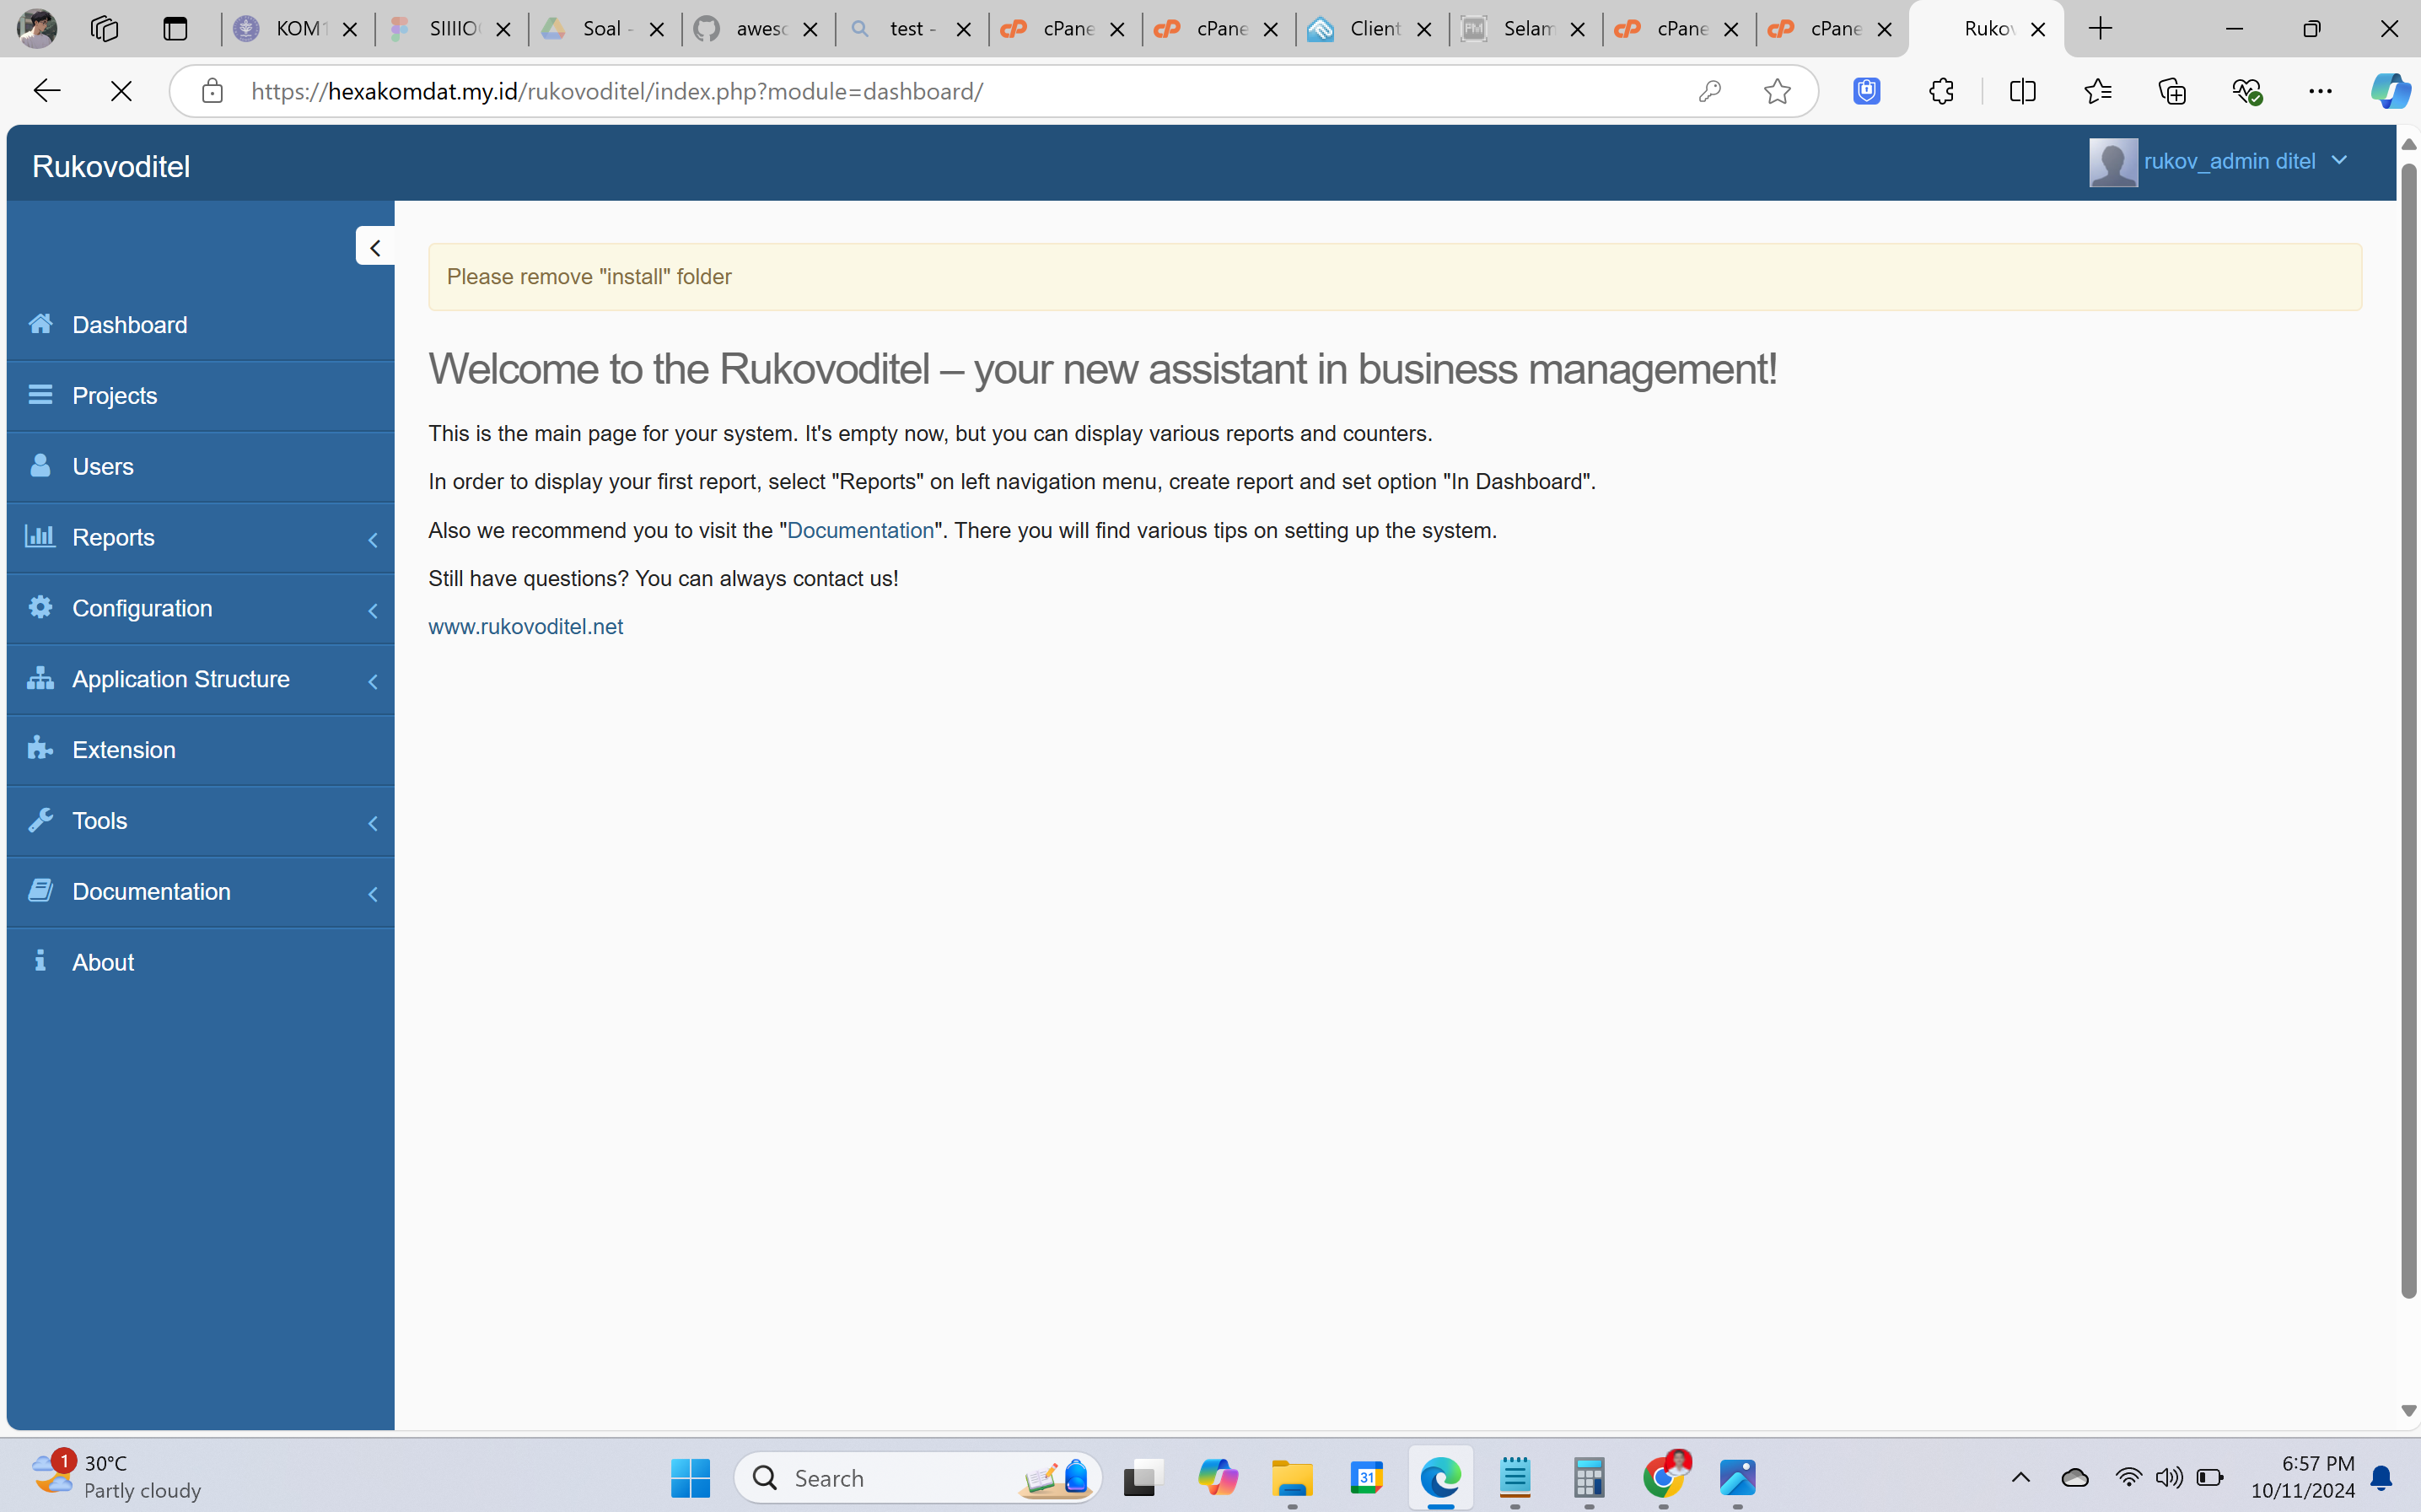 KOM1
SIIIIO
Soal -
aweso
test -
cPane
cPane
Client
Selam
cPane
cPane
Rukov
https://hexakomdat.my.id/rukovoditel/index.php?module=dashboard/
Rukovoditel
rukov_admin ditel
Please remove "install" folder
Dashboard
Projects
Users
Reports
Configuration
Application Structure
Extension
Tools
Documentation
About
Welcome to the Rukovoditel – your new assistant in business management!
This is the main page for your system. It's empty now, but you can display various reports and counters.
In order to display your first report, select "Reports" on left navigation menu, create report and set option "In Dashboard".
Also we recommend you to visit the "Documentation". There you will find various tips on setting up the system.
Still have questions? You can always contact us!
www.rukovoditel.net
1
30°C
Partly cloudy
Search
31
6:57 PM
10/11/2024